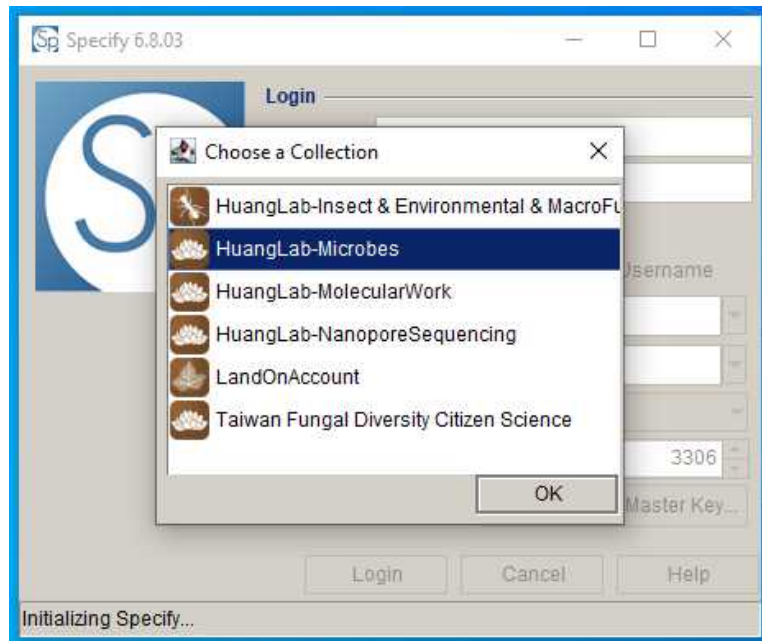 Sp Specify 6.8.03
Login
Choose a Collection
HuangLab-Insect & Environmental & MacroFu
HuangLab-Microbes
Username
HuangLab-MolecularWork
HuangLab-NanoporeSequencing
LandOnAccount
Taiwan Fungal Diversity Citizen Science
3306
OK
Master Key...
Login Cancel Help
Initializing Specify...